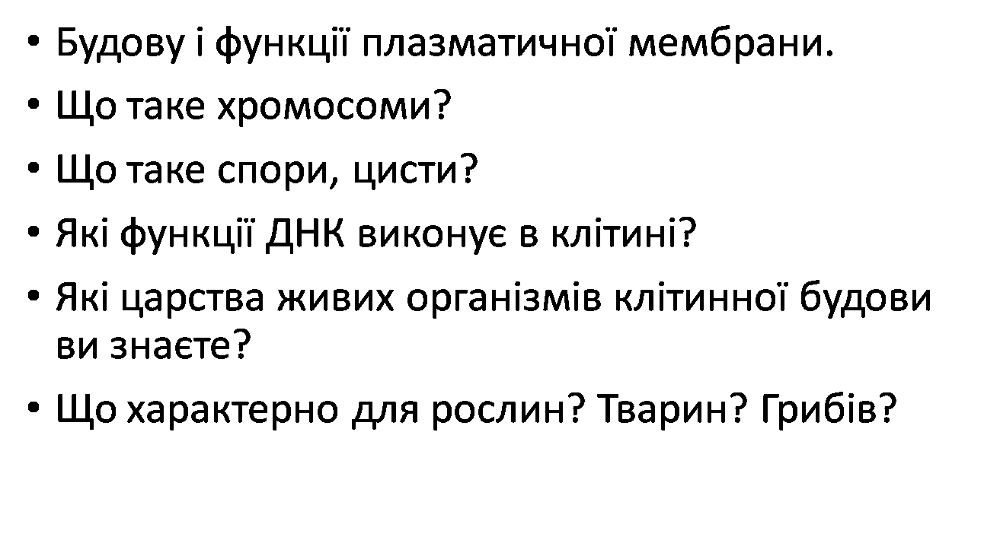 • Будову і функції плазматичної мембрани.
• Що таке хромосоми?
• Що таке спори, цисти?
• Які функції ДНК виконує в клітині?
• Які царства живих організмів клітинної будови
ви знаєте?
• Що характерно для рослин? Тварин? Грибів?